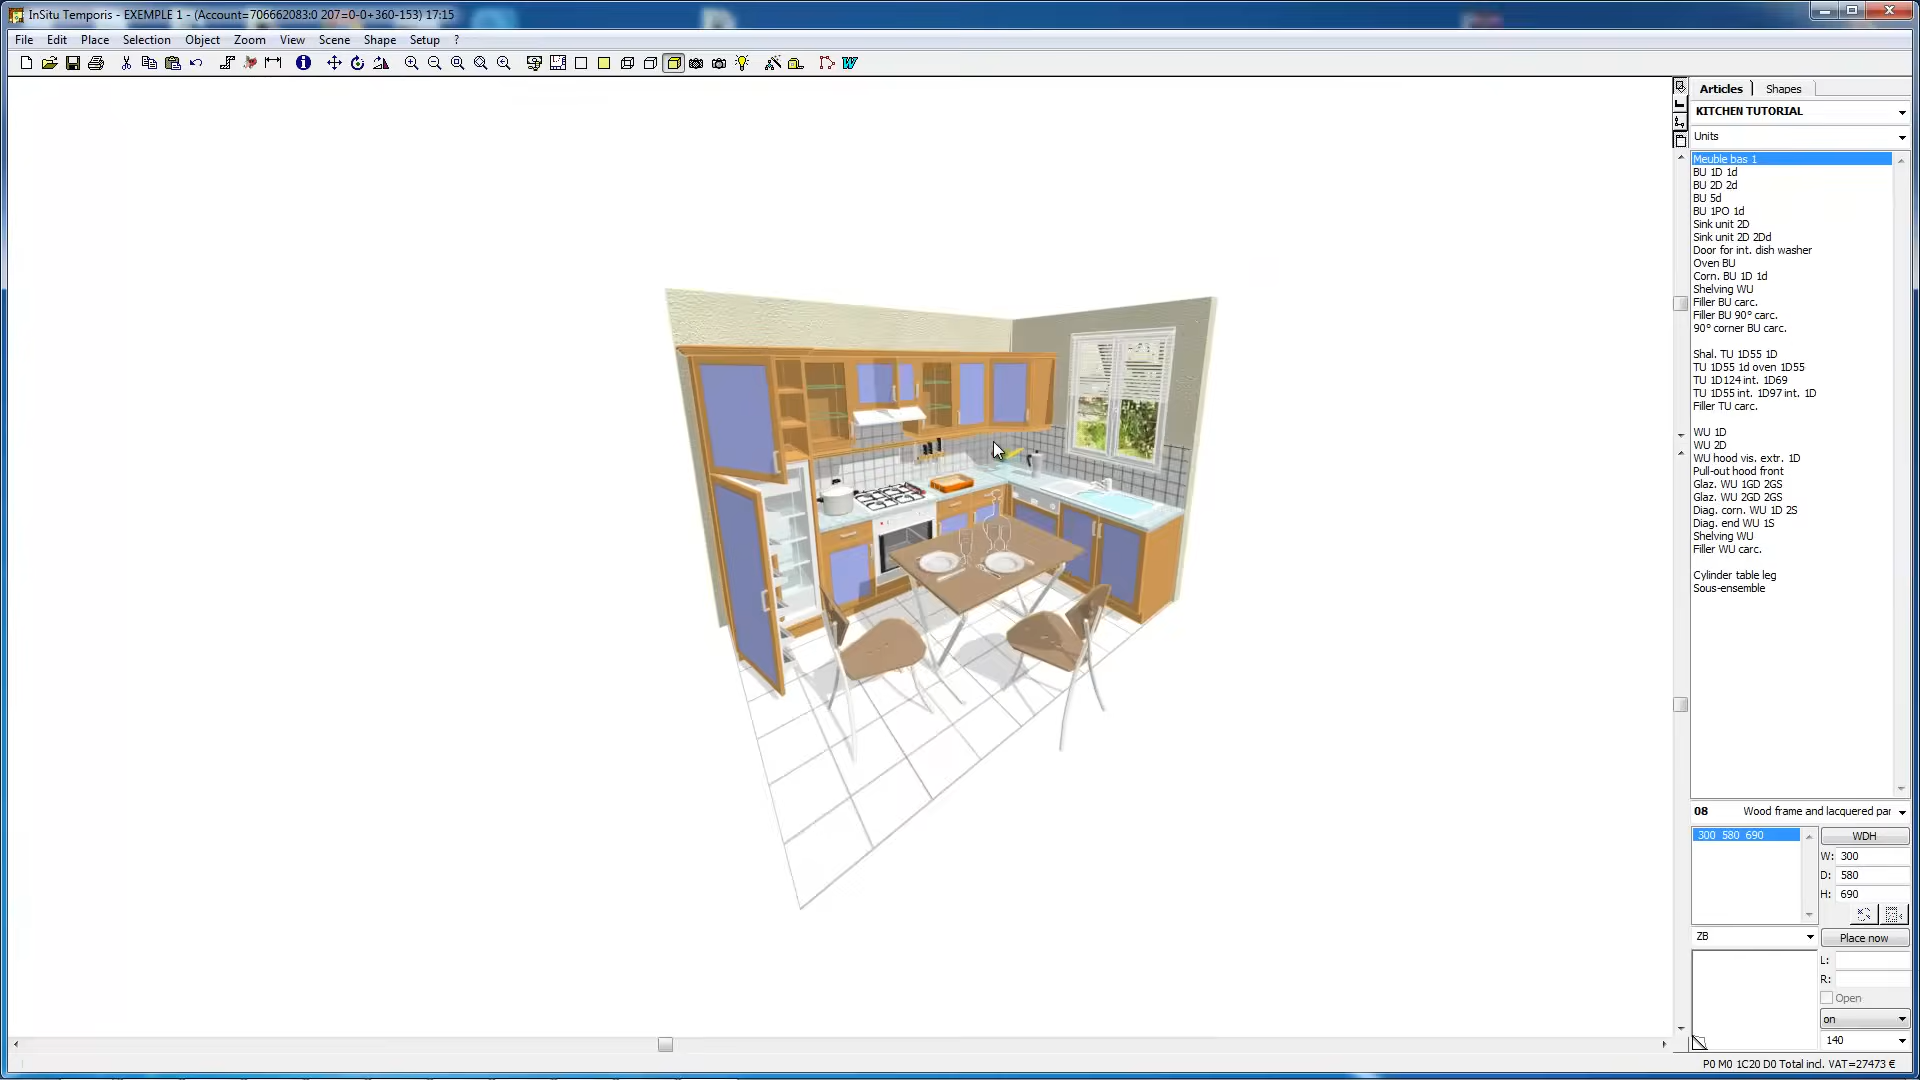 InSitu Temporis - EXEMPLE 1 - (Account=706662083:0 207=0-0+360-153) 17:15
File Edit Place Selection Object Zoom View Scene Shape Setup ?
Articles Shapes
KITCHEN TUTORIAL
Units
Meuble bas 1
BU 1D 1d
BU 2D 2d
BU 5d
BU 1PO 1d
Sink unit 2D
Sink unit 2D 2Dd
Door for int. dish washer
Oven BU
Corn. BU 1D 1d
Shelving WU
Filler BU carc.
Filler BU 90° carc.
90° corner BU carc.
Shal. TU 1D55 1D
TU 1D55 1d oven 1D55
TU 1D124 int. 1D69
TU 1D55 int. 1D97 int. 1D
Filler TU carc.
WU 1D
WU 2D
WU hood vis. extr. 1D
Pull-out hood front
Glaz. WU 1GD 2GS
Glaz. WU 2GD 2GS
Diag. corn. WU 1D 2S
Diag. end WU 1S
Shelving WU
Filler WU carc.
Cylinder table leg
Sous-ensemble
08 Wood frame and lacquered par
300 580 690
WDH
W: 300
D: 580
H: 690
ZB
Place now
L:
R:
Open
on
140
P0 M0 1C20 D0 Total incl. VAT=27473 €